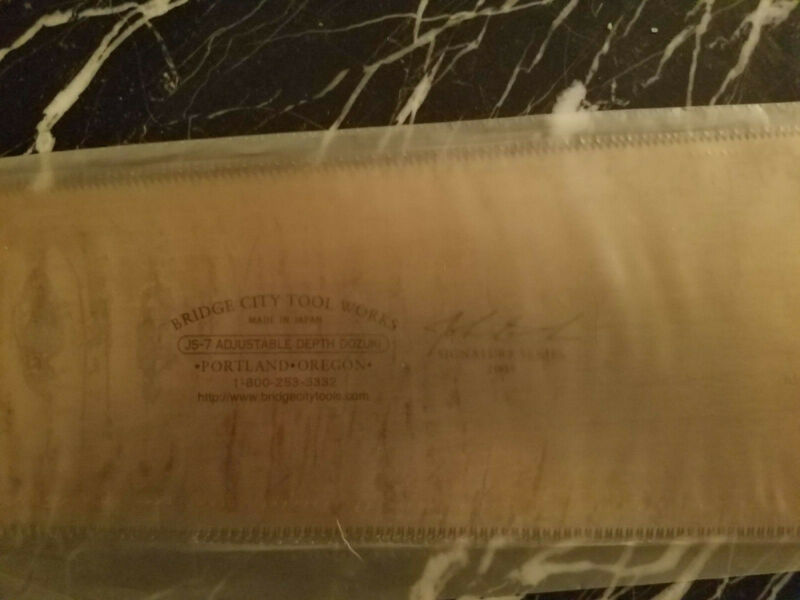 BRIDGE CITY TOOL WORKS
MADE IN JAPAN
JS-7 ADJUSTABLE DEPTH DOZUKI
•PORTLAND•OREGON•
1-800-253-3332
http://www.bridgecitytools.com
SIGNATURE SERIES